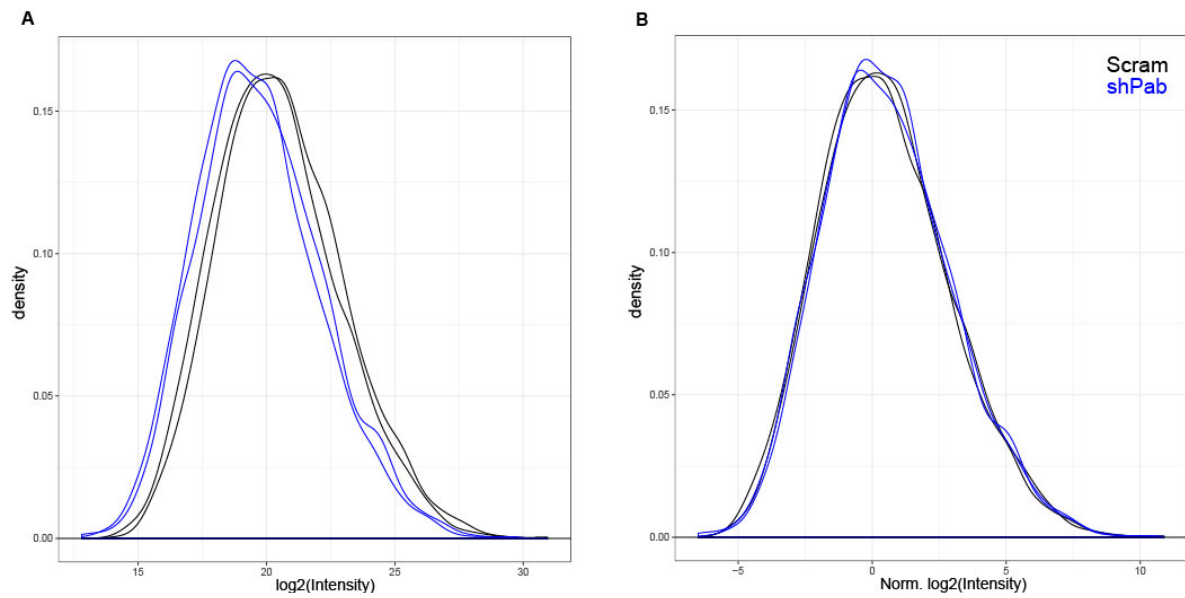 A
0.15
0.10
0.05
0.00
density
15 20 25 30
log2(Intensity)
B
Scram
shPab
0.15
0.10
0.05
0.00
density
-5 0 5 10
Norm. log2(Intensity)